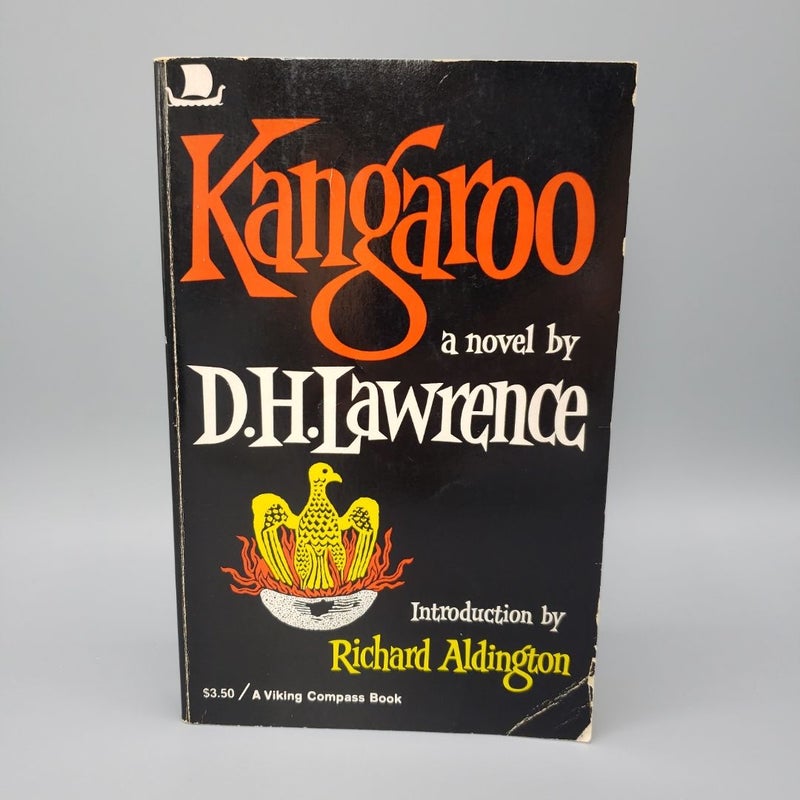 Kangaroo
a novel by
D.H.Lawrence
Introduction by
Richard Aldington
$3.50 / A Viking Compass Book